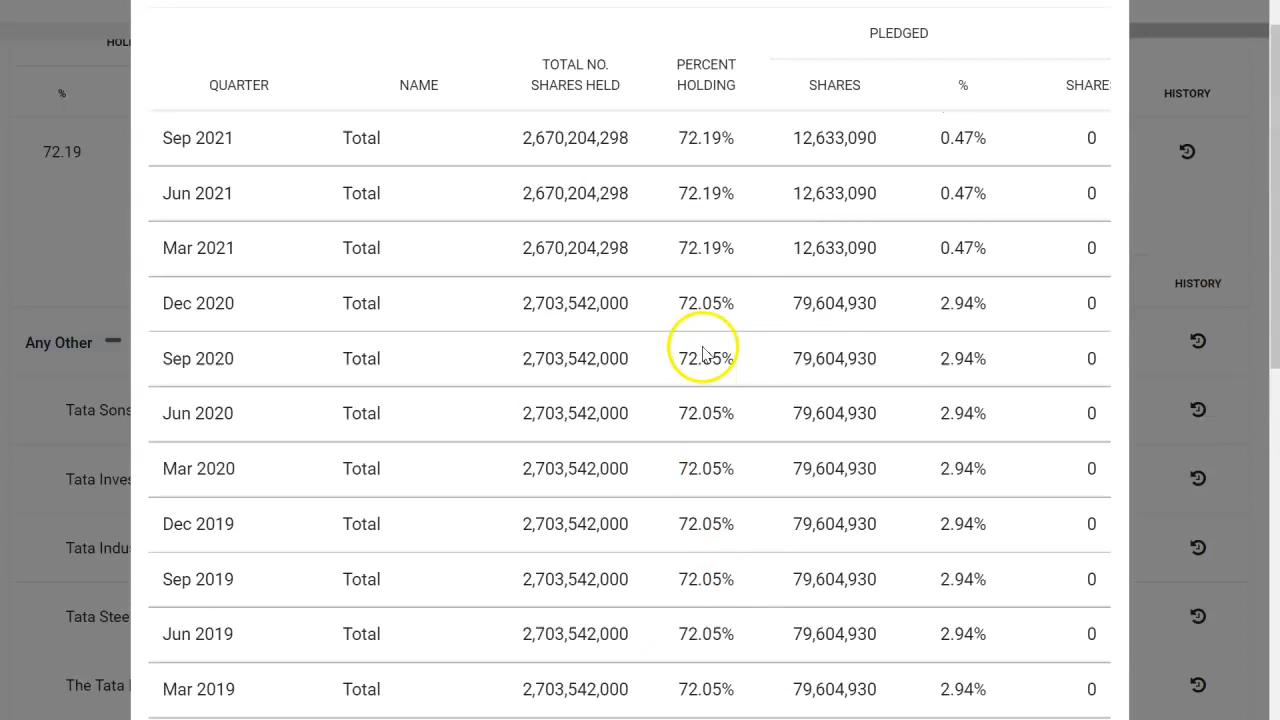 PLEDGED
TOTAL NO. PERCENT
QUARTER NAME SHARES HELD HOLDING SHARES %
% HISTORY
Sep 2021 Total 2,670,204,298 72.19% 12,633,090 0.47% 0
72.19
Jun 2021 Total 2,670,204,298 72.19% 12,633,090 0.47% 0
Mar 2021 Total 2,670,204,298 72.19% 12,633,090 0.47% 0
HISTORY
Dec 2020 Total 2,703,542,000 72.05% 79,604,930 2.94% 0
Any Other
Sep 2020 Total 2,703,542,000 72.05% 79,604,930 2.94% 0
Tata Sons
Jun 2020 Total 2,703,542,000 72.05% 79,604,930 2.94% 0
Mar 2020 Total 2,703,542,000 72.05% 79,604,930 2.94% 0
Tata Inves
Dec 2019 Total 2,703,542,000 72.05% 79,604,930 2.94% 0
Tata Indu
Sep 2019 Total 2,703,542,000 72.05% 79,604,930 2.94% 0
Tata Stee
Jun 2019 Total 2,703,542,000 72.05% 79,604,930 2.94% 0
The Tata
Mar 2019 Total 2,703,542,000 72.05% 79,604,930 2.94% 0